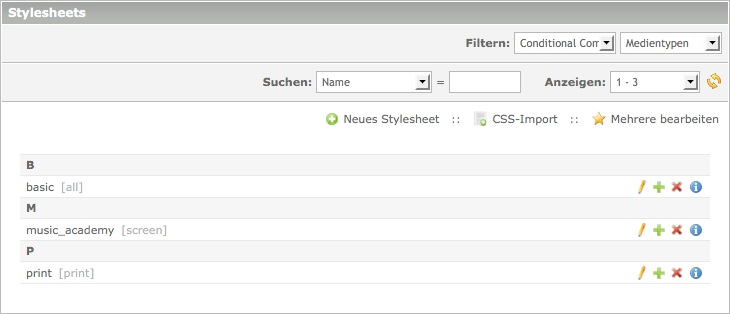 Stylesheets
Filtern: Conditional Com Medientypen
Suchen: Name = Anzeigen: 1 - 3
Neues Stylesheet :: CSS-Import :: Mehrere bearbeiten
B
basic [all]
M
music_academy [screen]
P
print [print]